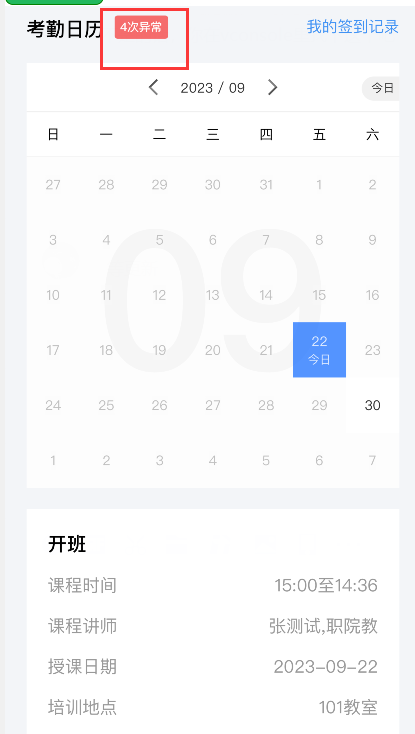 考勤日历 4次异常 我的签到记录
2023 / 09 今日
日 一 二 三 四 五 六
09
27 28 29 30 31 1 2
3 4 5 6 7 8 9
10 11 12 13 14 15 16
17 18 19 20 21 22 23
今日
24 25 26 27 28 29 30
1 2 3 4 5 6 7
开班
课程时间 15:00至14:36
课程讲师 张测试,职院教
授课日期 2023-09-22
培训地点 101教室